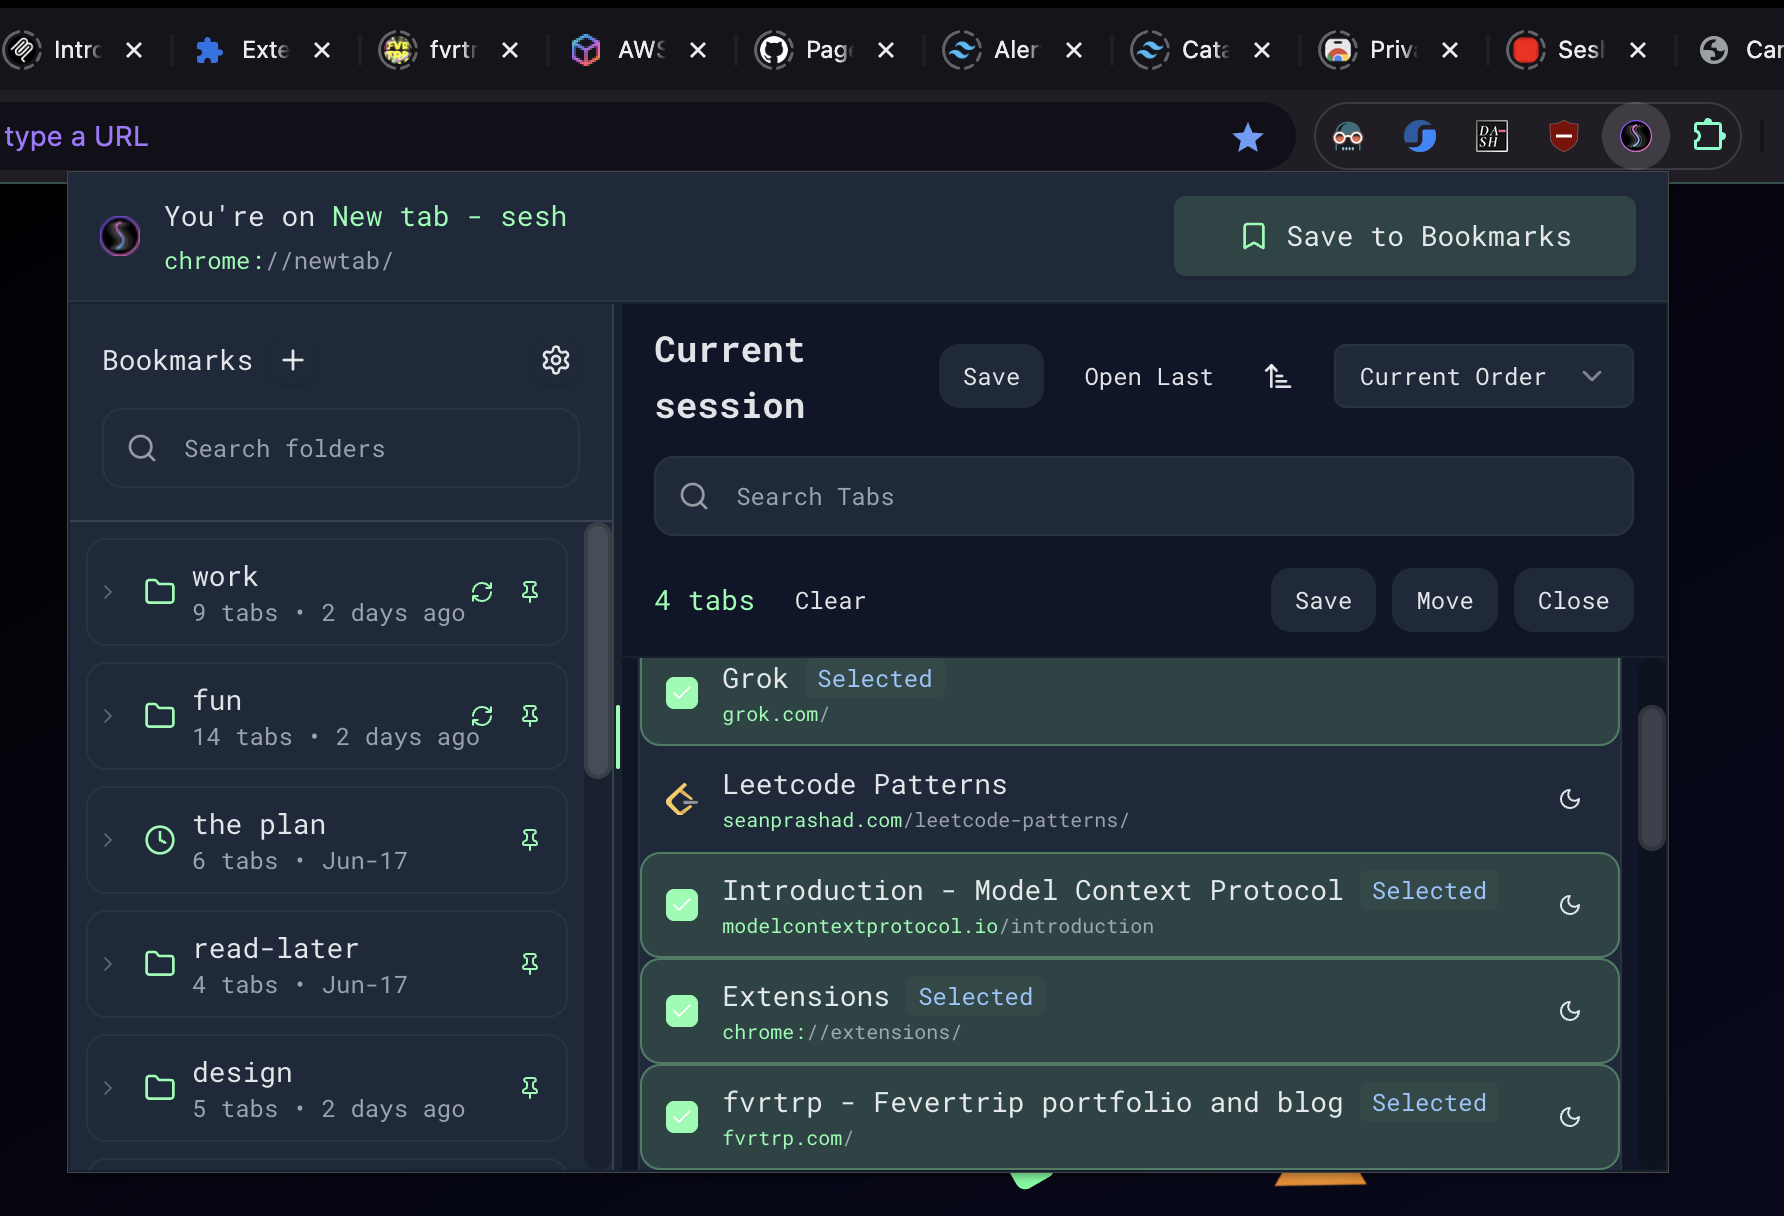 Intro
Exte
fvrtr
AWS
Page
Aler
Cata
Priva
Sesh
Car
type a URL
DA-
SH
You're on New tab - sesh
chrome://newtab/
Save to Bookmarks
Bookmarks
Search folders
work
9 tabs • 2 days ago
fun
14 tabs • 2 days ago
the plan
6 tabs • Jun-17
read-later
4 tabs • Jun-17
design
5 tabs • 2 days ago
Current
session
Save
Open Last
Current Order
Search Tabs
4 tabs
Clear
Save
Move
Close
Grok Selected
grok.com/
Leetcode Patterns
seanprashad.com/leetcode-patterns/
Introduction - Model Context Protocol Selected
modelcontextprotocol.io/introduction
Extensions Selected
chrome://extensions/
fvrtrp - Fevertrip portfolio and blog Selected
fvrtrp.com/